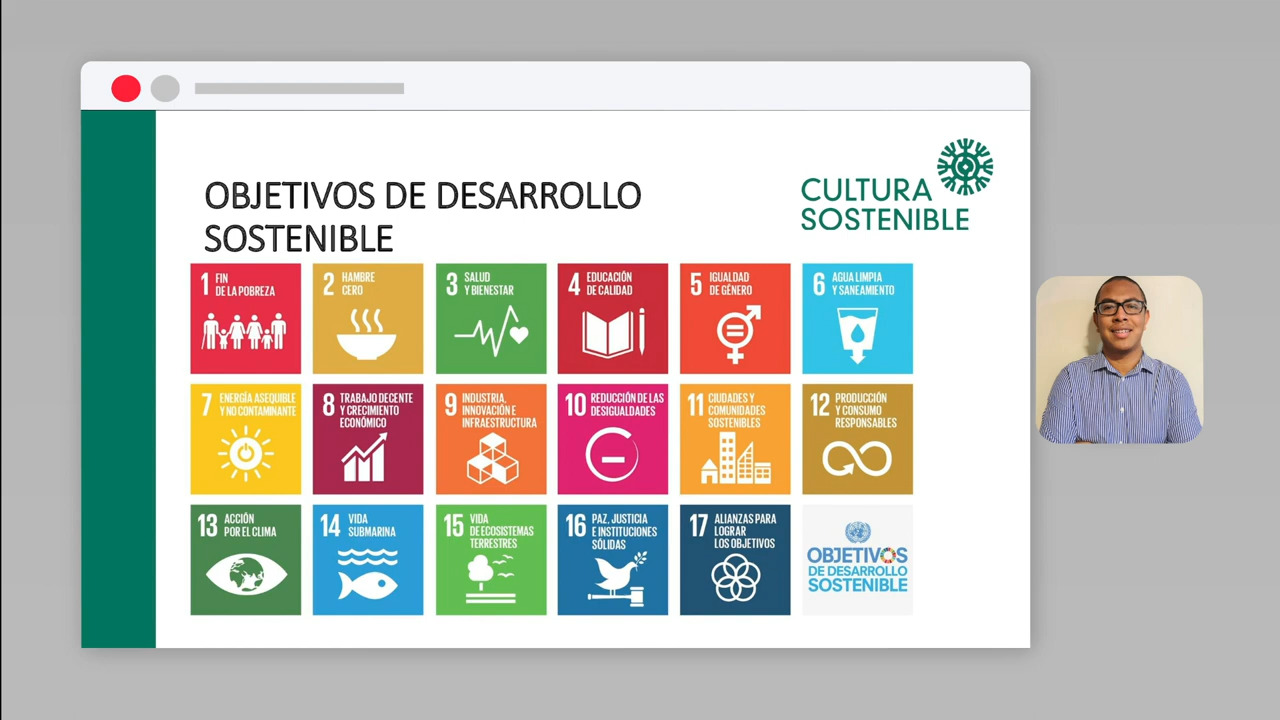 OBJETIVOS DE DESARROLLO
SOSTENIBLE
CULTURA
SOSTENIBLE
1 FIN
DE LA POBREZA
2 HAMBRE
CERO
3 SALUD
Y BIENESTAR
4 EDUCACIÓN
DE CALIDAD
5 IGUALDAD
DE GÉNERO
6 AGUA LIMPIA
Y SANEAMIENTO
7 ENERGÍA ASEQUIBLE
Y NO CONTAMINANTE
8 TRABAJO DECENTE
Y CRECIMIENTO
ECONÓMICO
9 INDUSTRIA,
INNOVACIÓN E
INFRAESTRUCTURA
10 REDUCCIÓN DE LAS
DESIGUALDADES
11 CIUDADES Y
COMUNIDADES
SOSTENIBLES
12 PRODUCCIÓN
Y CONSUMO
RESPONSABLES
13 ACCIÓN
POR EL CLIMA
14 VIDA
SUBMARINA
15 VIDA
DE ECOSISTEMAS
TERRESTRES
16 PAZ, JUSTICIA
E INSTITUCIONES
SÓLIDAS
17 ALIANZAS PARA
LOGRAR
LOS OBJETIVOS
OBJETIVOS
DE DESARROLLO
SOSTENIBLE